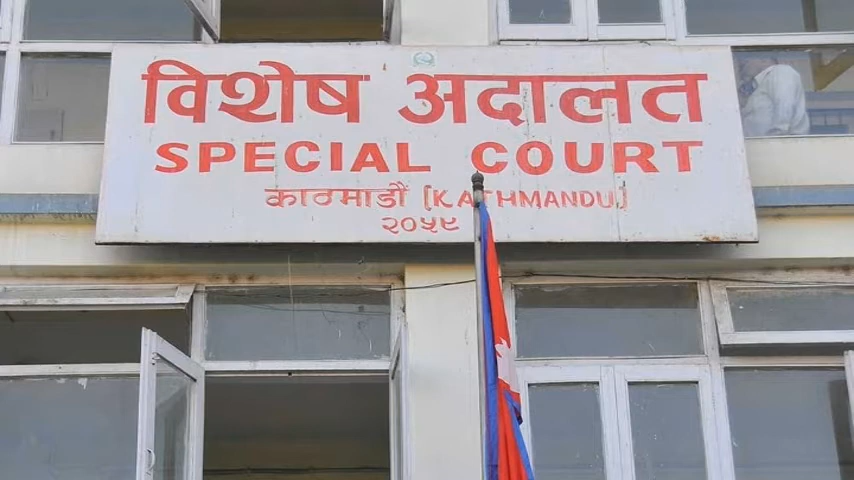 विशेष अदालत
SPECIAL COURT
काठमाडौं (KATHMANDU)
२०५९